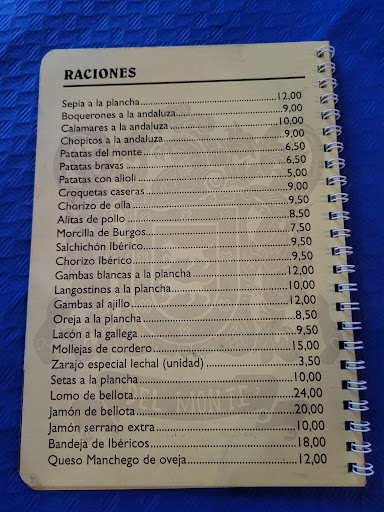 RACIONES
Sepia a la plancha 12,00
Boquerones a la andaluza 9,00
Calamares a la andaluza 10,00
Chopitos a la andaluza 9,00
Patatas del monte 6,50
Patatas bravas 6,50
Patatas con alioli 5,00
Croquetas caseras 9,00
Chorizo de olla 9,50
Alitas de pollo 8,50
Morcilla de Burgos 7,50
Salchichón Ibérico 9,50
Chorizo Ibérico 9,50
Gambas blancas a la plancha 12,00
Langostinos a la plancha 10,00
Gambas al ajillo 12,00
Oreja a la plancha 8,50
Lacón a la gallega 9,50
Mollejas de cordero 15,00
Zarajo especial lechal (unidad) 3,50
Setas a la plancha 10,00
Lomo de bellota 24,00
Jamón de bellota 20,00
Jamón serrano extra 10,00
Bandeja de Ibéricos 18,00
Queso Manchego de oveja 12,00
MONTE